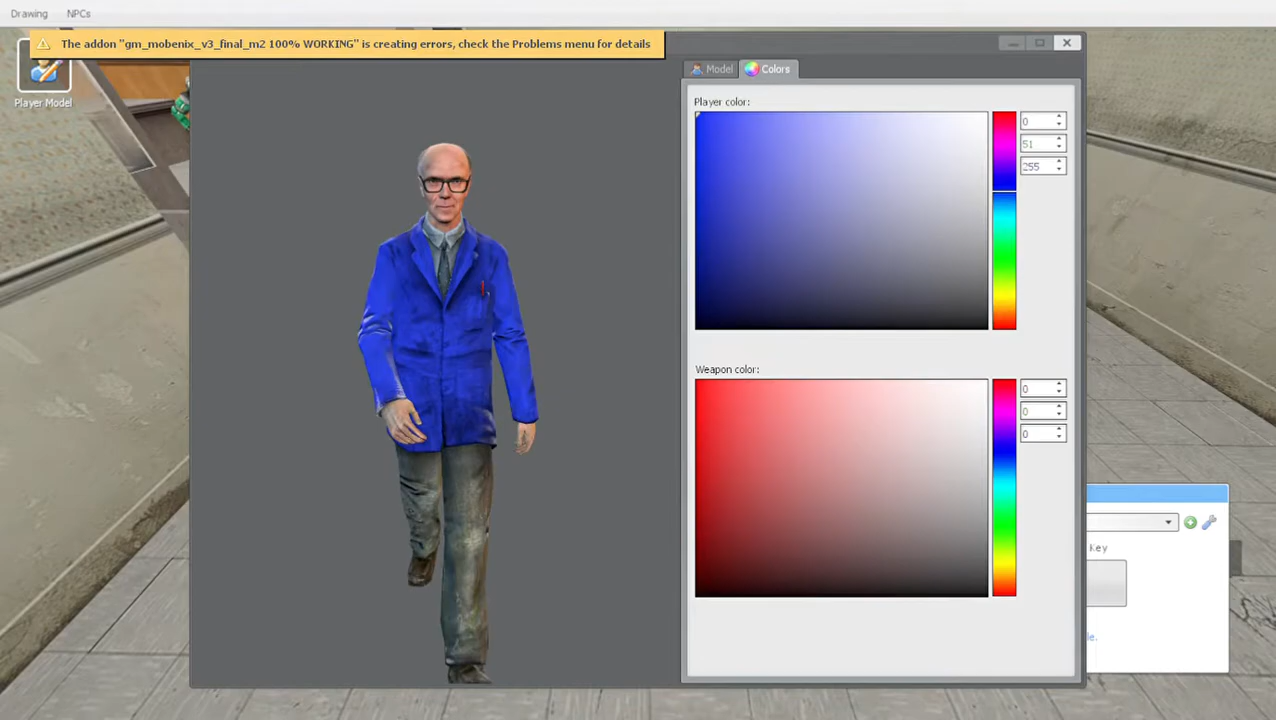 Drawing NPCs
The addon "gm_mobenix_v3_final_m2 100% WORKING" is creating errors, check the Problems menu for details
Player Model
Model Colors
Player color:
0
51
255
Weapon color:
0
0
0
Key
le.